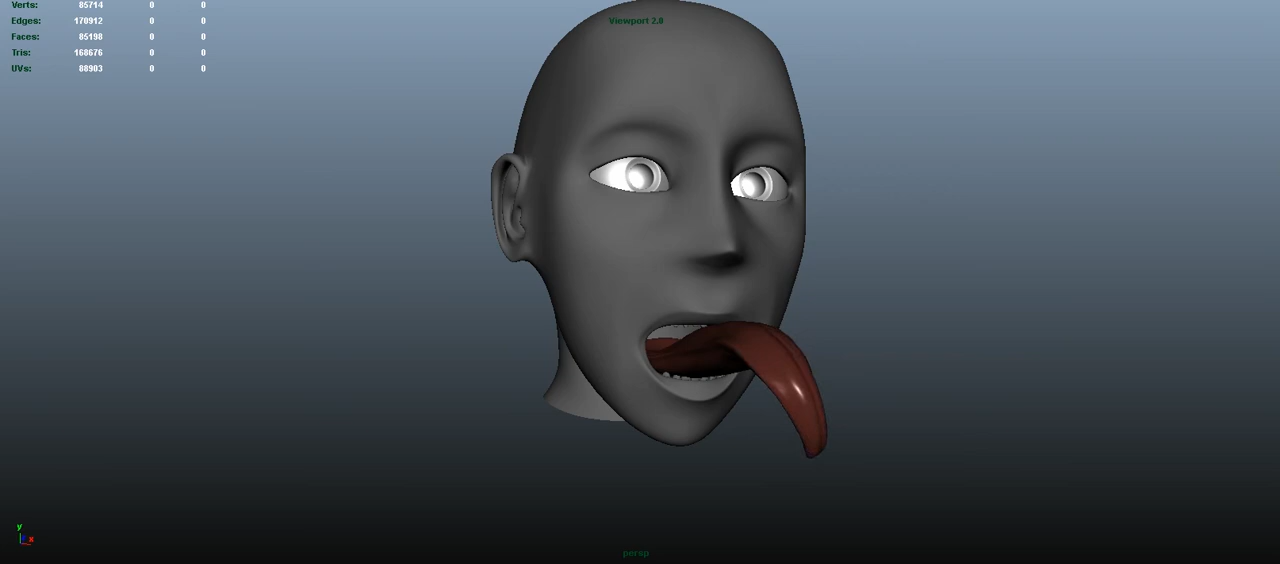 Verts: 85714 0 0
Viewport 2.0
Edges: 170912 0 0
Faces: 85198 0 0
Tris: 168676 0 0
UVs: 88903 0 0
y
x
persp